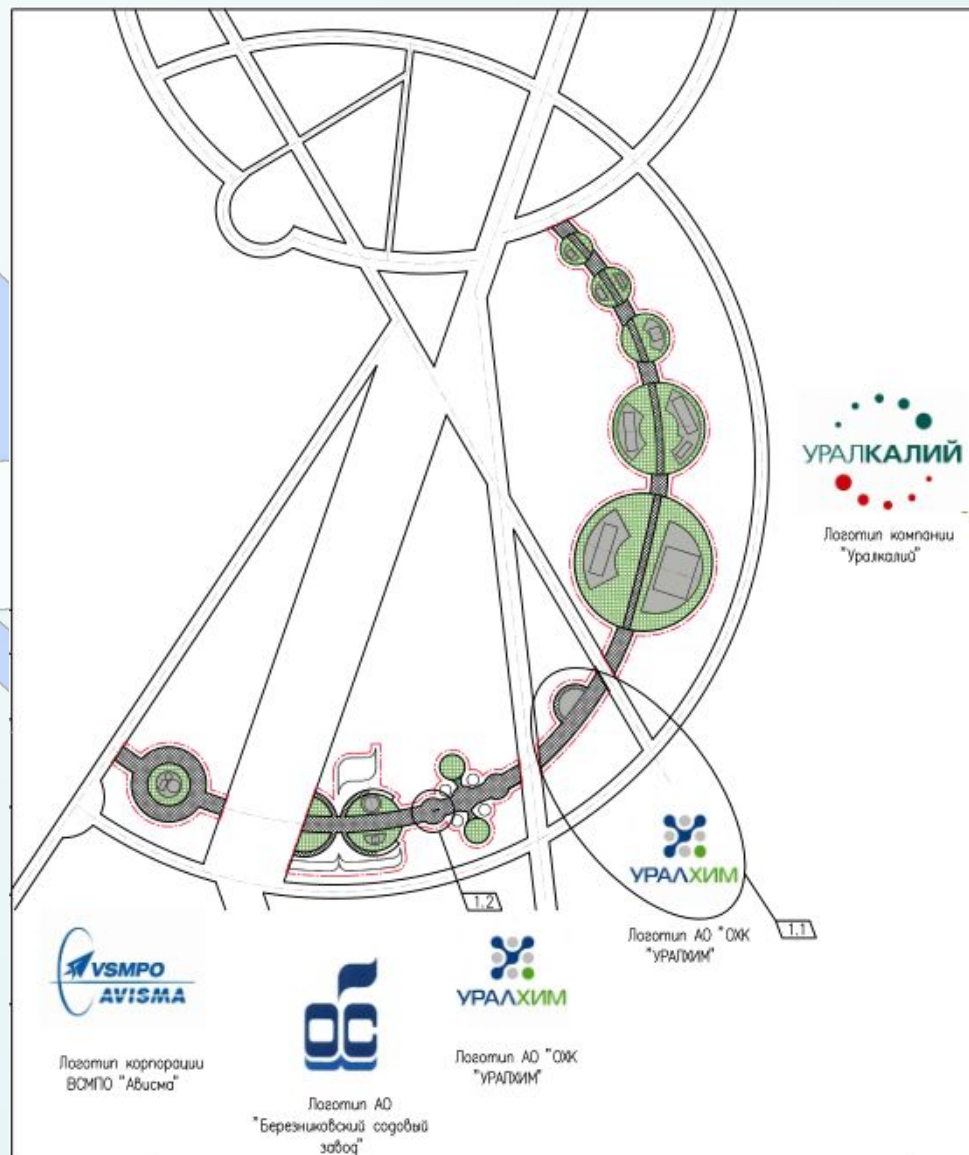 УРАЛКАЛИЙ
Логотип компании
"Уралкалий"
УРАЛХИМ
1.2
1.1
Логотип АО "ОХК
"УРАЛХИМ"
VSMPO
AVISMA
УРАЛХИМ
Логотип корпорации
ВСМПО "Ависма"
Логотип АО "ОХК
"УРАЛХИМ"
Логотип АО
"Березниковский содовый
завод"